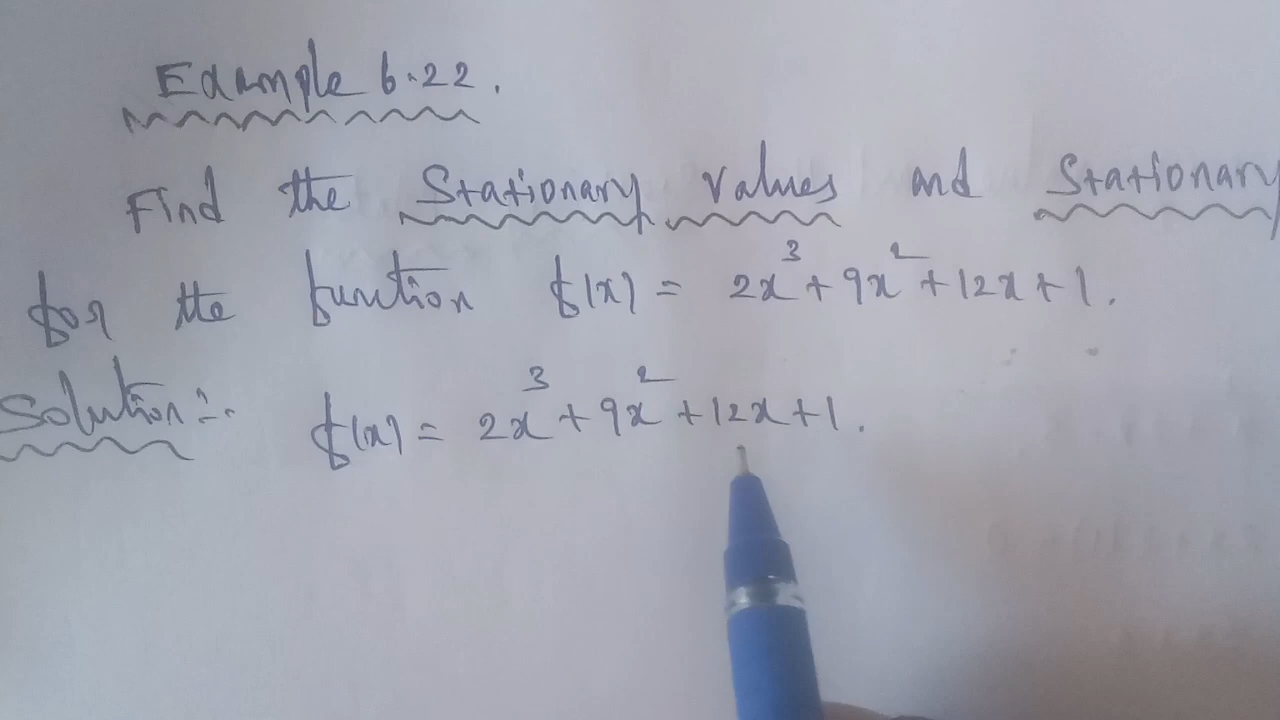 Example 6.22.
Find the Stationary values and Stationary
for the function f(x) = 2x³ + 9x² + 12x + 1.
Solution:- f(x) = 2x³ + 9x² + 12x + 1.